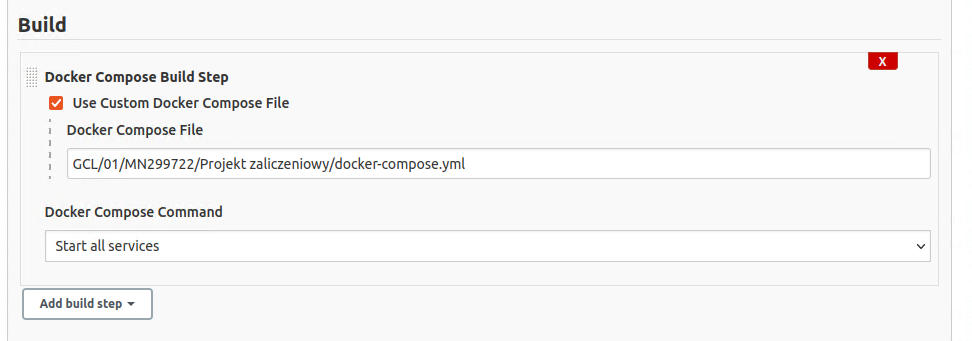 Build
X
Docker Compose Build Step
Use Custom Docker Compose File
Docker Compose File
GCL/01/MN299722/Projekt zaliczeniowy/docker-compose.yml
Docker Compose Command
Start all services
Add build step